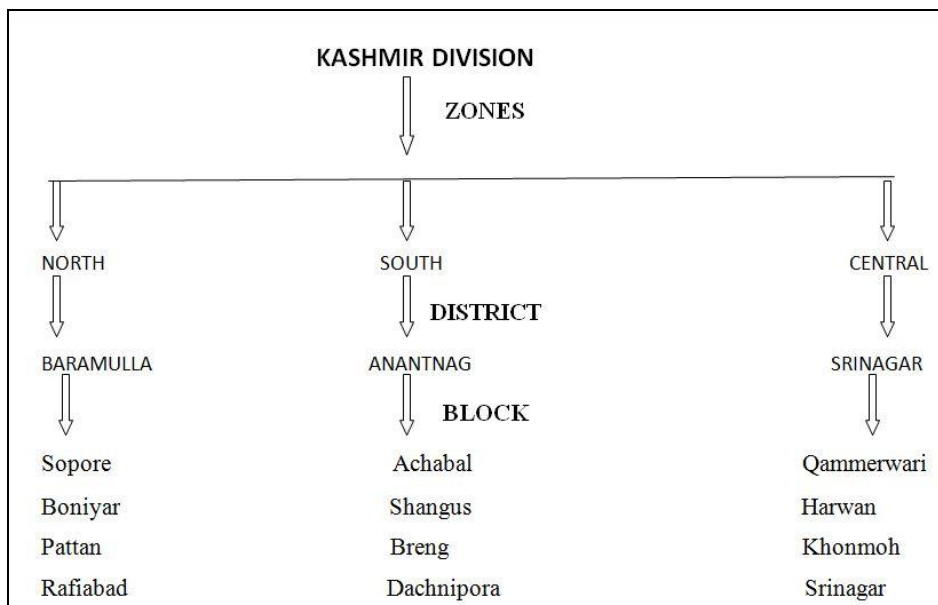 KASHMIR DIVISION
ZONES
NORTH SOUTH CENTRAL
DISTRICT
BARAMULLA ANANTNAG SRINAGAR
BLOCK
Sopore Achabal Qammerwari
Boniyar Shangus Harwan
Pattan Breng Khonmoh
Rafiabad Dachnipora Srinagar